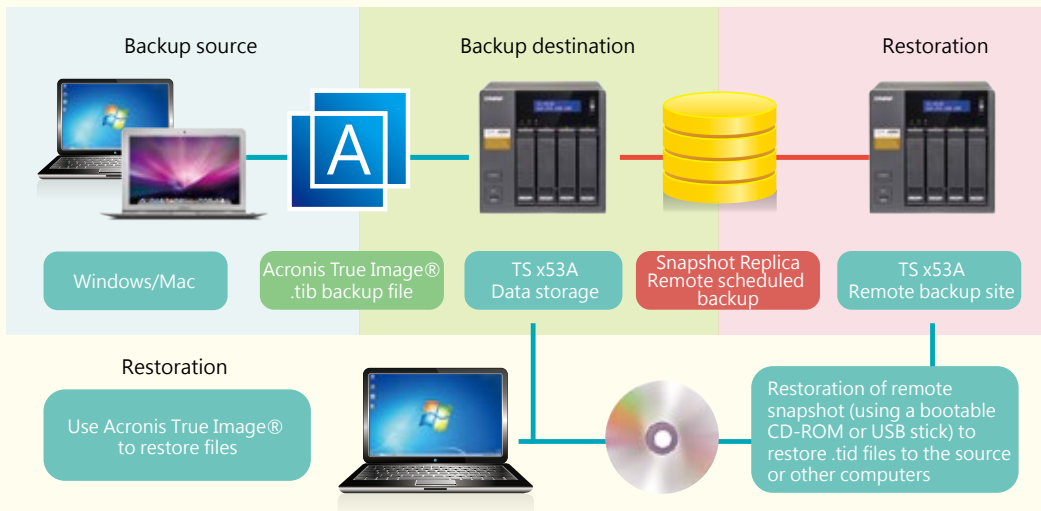 Backup source
Backup destination
Restoration
A
Windows/Mac
Acronis True Image®
.tib backup file
TS x53A
Data storage
Snapshot Replica
Remote scheduled
backup
TS x53A
Remote backup site
Restoration
Use Acronis True Image®
to restore files
Restoration of remote
snapshot (using a bootable
CD-ROM or USB stick) to
restore .tid files to the source
or other computers